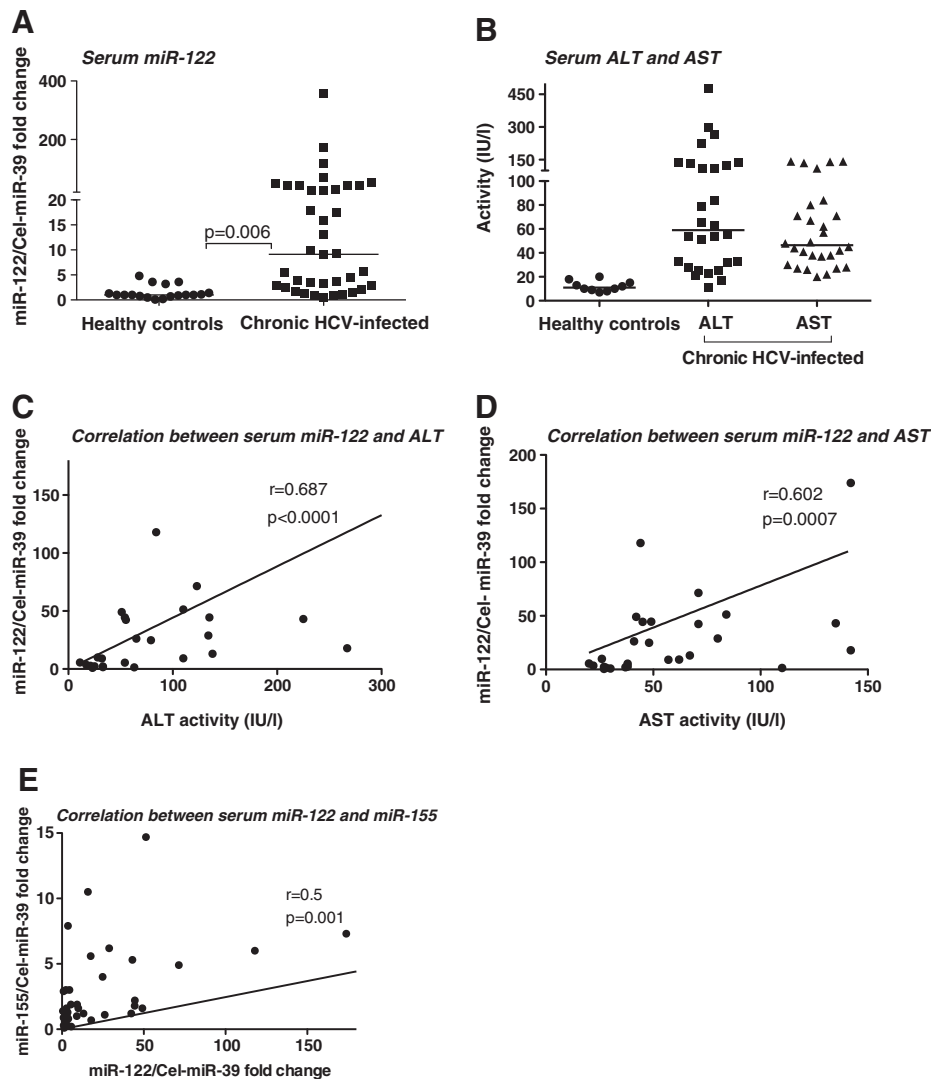 A
Serum miR-122
miR-122/Cel-miR-39 fold change
400
200
20
15
10
5
0
p=0.006
Healthy controls
Chronic HCV-infected
B
Serum ALT and AST
Activity (IU/l)
450
300
150
100
80
60
40
20
0
Healthy controls
ALT
AST
Chronic HCV-infected
C
Correlation between serum miR-122 and ALT
miR-122/Cel-miR-39 fold change
150
100
50
0
r=0.687
p<0.0001
0
100
200
300
ALT activity (IU/l)
D
Correlation between serum miR-122 and AST
miR-122/Cel- miR-39 fold change
200
150
100
50
0
r=0.602
p=0.0007
0
50
100
150
AST activity (IU/l)
E
Correlation between serum miR-122 and miR-155
miR-155/Cel-miR-39 fold change
15
10
5
0
r=0.5
p=0.001
0
50
100
150
miR-122/Cel-miR-39 fold change